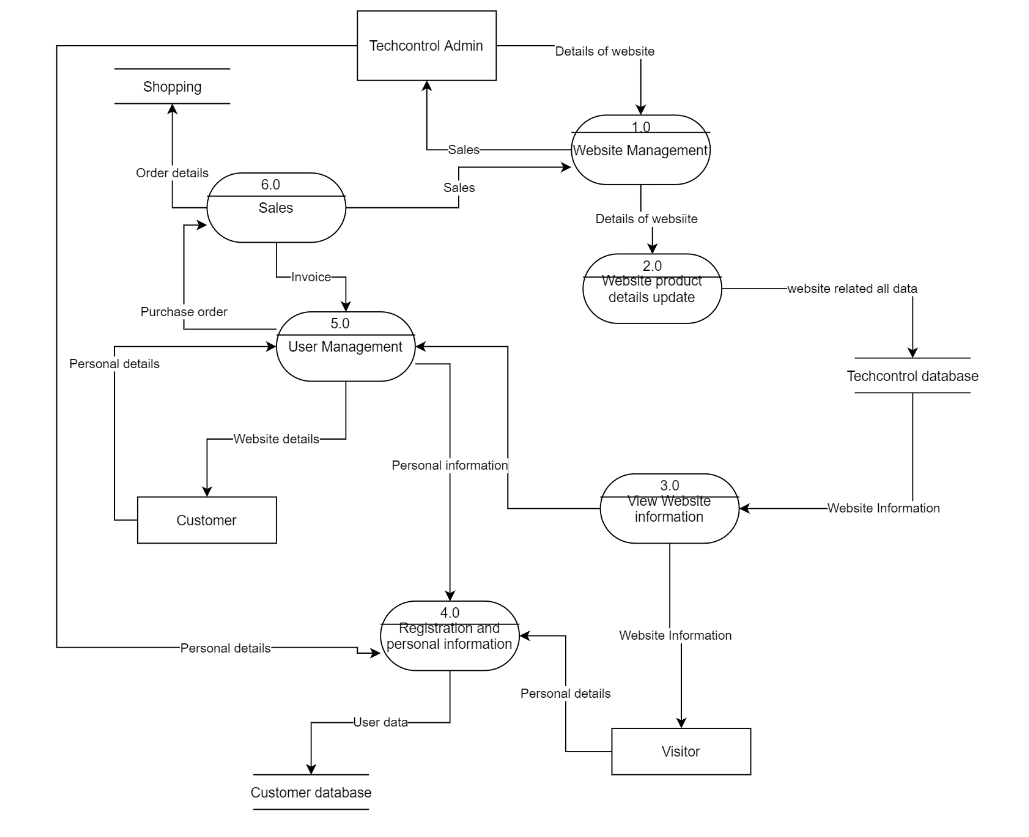 Techcontrol Admin
Details of website
Shopping
1.0
Website Management
Sales
Order details
6.0
Sales
Sales
Details of websiite
2.0
Website product
details update
Invoice
website related all data
Purchase order
5.0
User Management
Personal details
Techcontrol database
Website details
Personal information
3.0
View Website
information
Website Information
Customer
4.0
Registration and
personal information
Website Information
Personal details
Personal details
User data
Visitor
Customer database